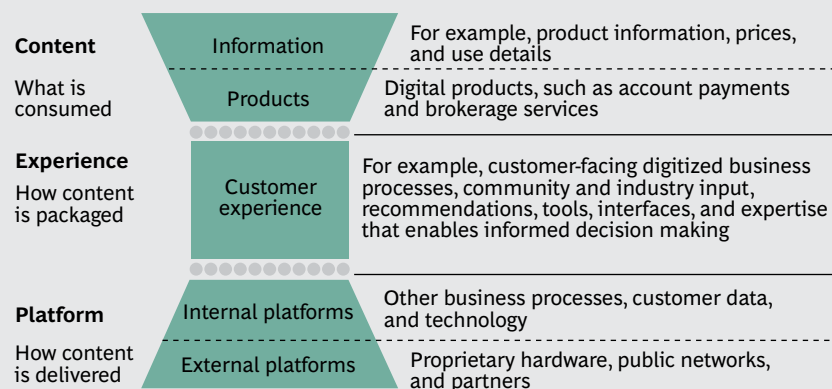 Content
What is
consumed
Information
For example, product information, prices,
and use details
Products
Digital products, such as account payments
and brokerage services
Experience
How content
is packaged
Customer
experience
For example, customer-facing digitized business
processes, community and industry input,
recommendations, tools, interfaces, and expertise
that enables informed decision making
Platform
How content
is delivered
Internal platforms
Other business processes, customer data,
and technology
External platforms
Proprietary hardware, public networks,
and partners